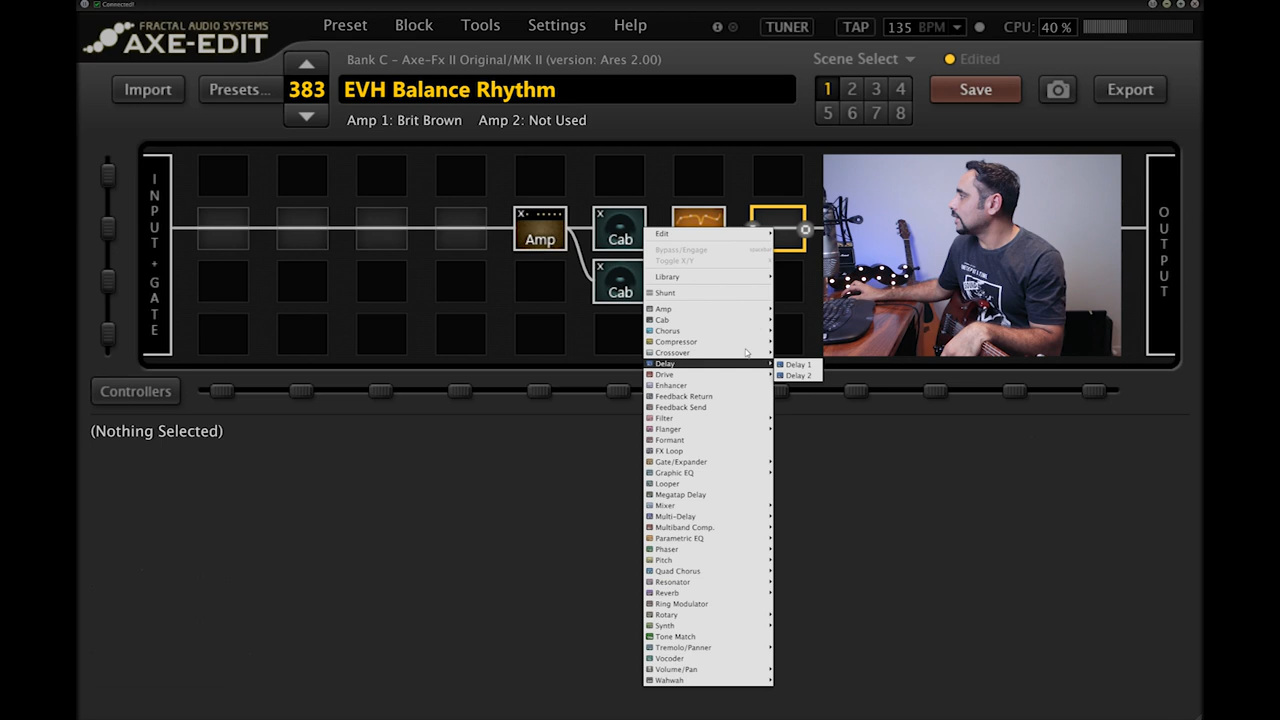 Connected!
FRACTAL AUDIO SYSTEMS
AXE-EDIT
Preset Block Tools Settings Help
TUNER
TAP
135 BPM
CPU: 40 %
Bank C - Axe-Fx II Original/MK II (version: Ares 2.00)
Scene Select
Edited
Import
Presets...
383
EVH Balance Rhythm
1 2 3 4
5 6 7 8
Save
Export
Amp 1: Brit Brown Amp 2: Not Used
INPUT • GATE
X
Amp
X
Cab
X
Cab
OUTPUT
Edit
Bypass/Engage
Toggle X/Y
Library
Shunt
Amp
Cab
Chorus
Compressor
Crossover
Delay
Delay 1
Delay 2
Drive
Enhancer
Feedback Return
Feedback Send
Filter
Flanger
Formant
FX Loop
Gate/Expander
Graphic EQ
Looper
Megatap Delay
Mixer
Multi-Delay
Multiband Comp.
Parametric EQ
Phaser
Pitch
Quad Chorus
Resonator
Reverb
Ring Modulator
Rotary
Synth
Tone Match
Tremolo/Panner
Vocoder
Volume/Pan
Wahwah
Controllers
(Nothing Selected)